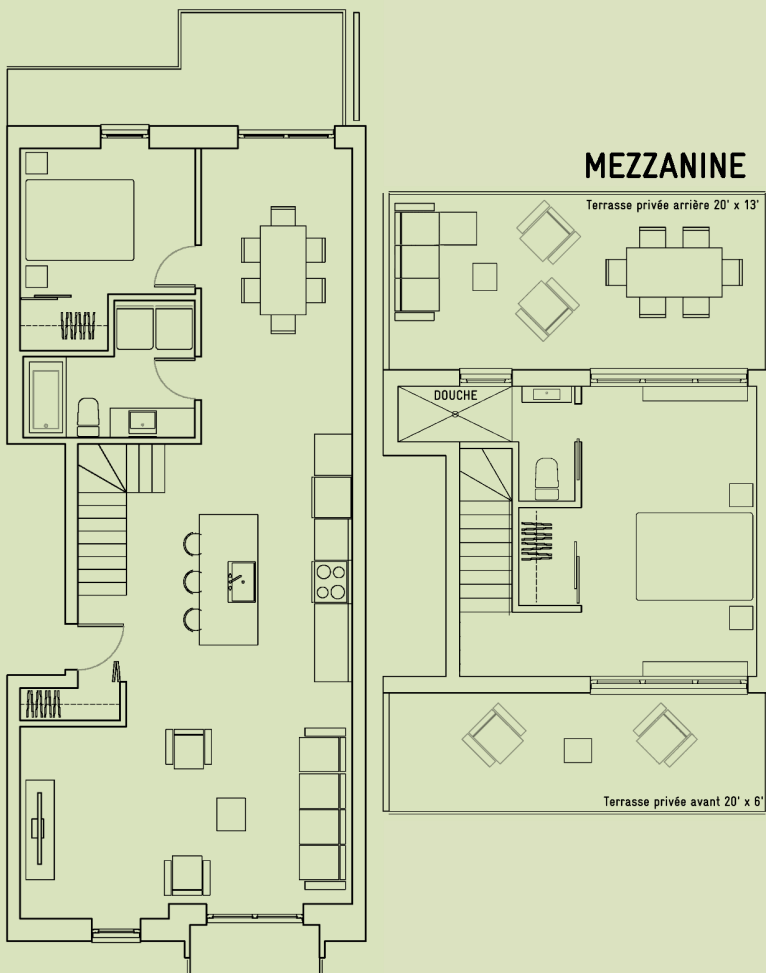 MEZZANINE
Terrasse privée arrière 20' x 13'
DOUCHE
Terrasse privée avant 20' x 6'